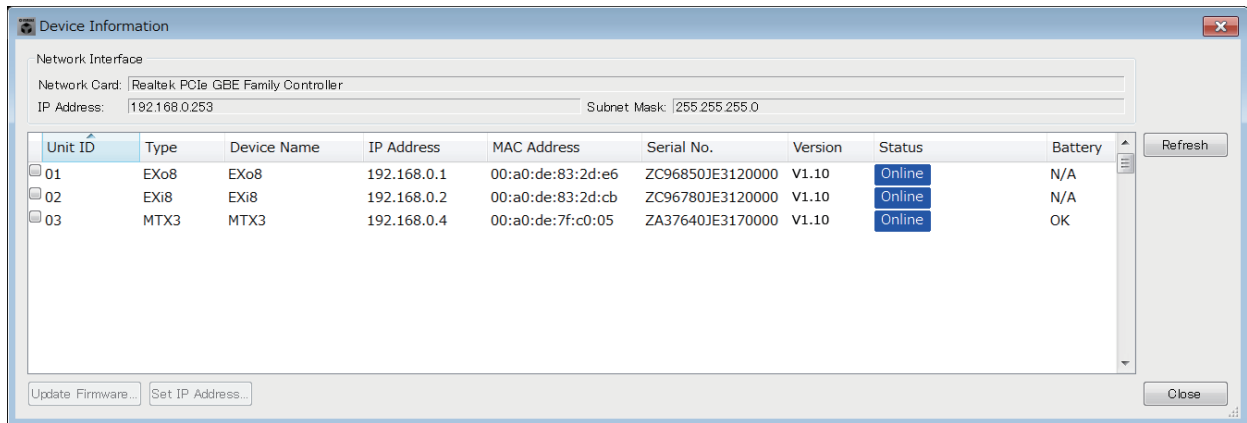 Device Information
Network Interface
Network Card: Realtek PCIe GBE Family Controller
IP Address: 192.168.0.253 Subnet Mask: 255.255.255.0
Unit ID Type Device Name IP Address MAC Address Serial No. Version Status Battery Refresh
01 EXo8 EXo8 192.168.0.1 00:a0:de:83:2d:e6 ZC96850JE3120000 V1.10 Online N/A
02 EXi8 EXi8 192.168.0.2 00:a0:de:83:2d:cb ZC96780JE3120000 V1.10 Online N/A
03 MTX3 MTX3 192.168.0.4 00:a0:de:7f:c0:05 ZA37640JE3170000 V1.10 Online OK
Update Firmware... Set IP Address... Close